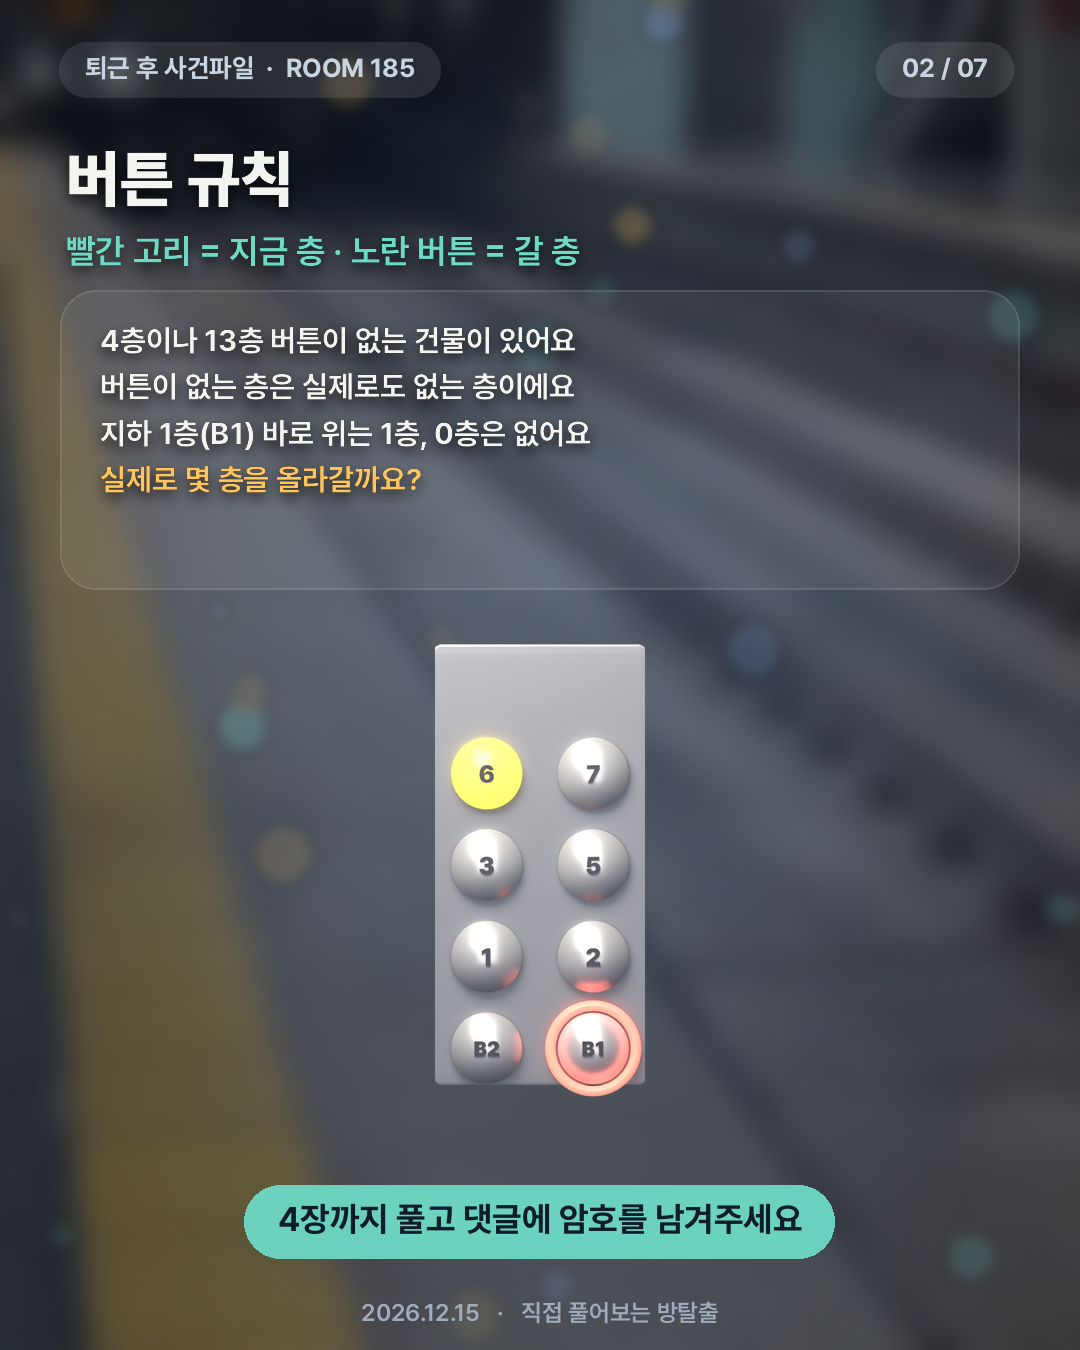 퇴근 후 사건파일 · ROOM 185
02 / 07
버튼 규칙
빨간 고리 = 지금 층 · 노란 버튼 = 갈 층
4층이나 13층 버튼이 없는 건물이 있어요
버튼이 없는 층은 실제로도 없는 층이에요
지하 1층(B1) 바로 위는 1층, 0층은 없어요
실제로 몇 층을 올라갈까요?
6 7
3 5
1 2
B2 B1
4장까지 풀고 댓글에 암호를 남겨주세요
2026.12.15 · 직접 풀어보는 방탈출